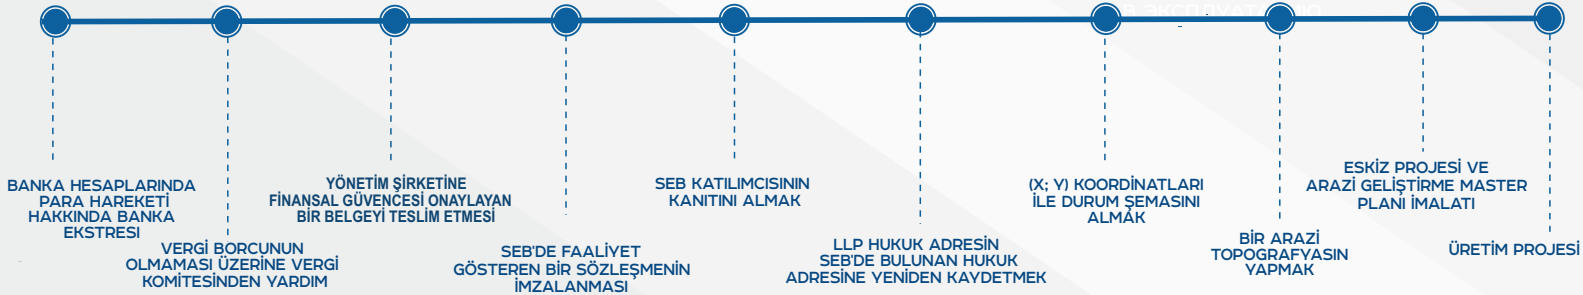 В ЭКСПЛУАТАЦИЮ
BANKA HESAPLARINDA
PARA HAREKETİ
HAKKINDA BANKA
EKSTRESI
VERGİ BORCUNUN
OLMAMASI ÜZERİNE VERGİ
KOMİTESİNDEN YARDIM
YÖNETİM ŞİRKETİNE
FİNANSAL GÜVENCESİ ONAYLAYAN
BİR BELGEYİ TESLİM ETMESİ
SEB'DE FAALİYET
GÖSTEREN BİR SÖZLEŞMENİN
İMZALANMASI
SEB KATILIMCISININ
KANITINI ALMAK
LLP HUKUK ADRESİN
SEB'DE BULUNAN HUKUK
ADRESİNE YENİDEN KAYDETMEK
(X; Y) KOORDİNATLARI
İLE DURUM ŞEMASINI
ALMAK
BİR ARAZİ
TOPOGRAFYASIN
YAPMAK
ESKİZ PROJESİ VE
ARAZİ GELİŞTİRME MASTER
PLANI İMALATI
ÜRETİM PROJESİ